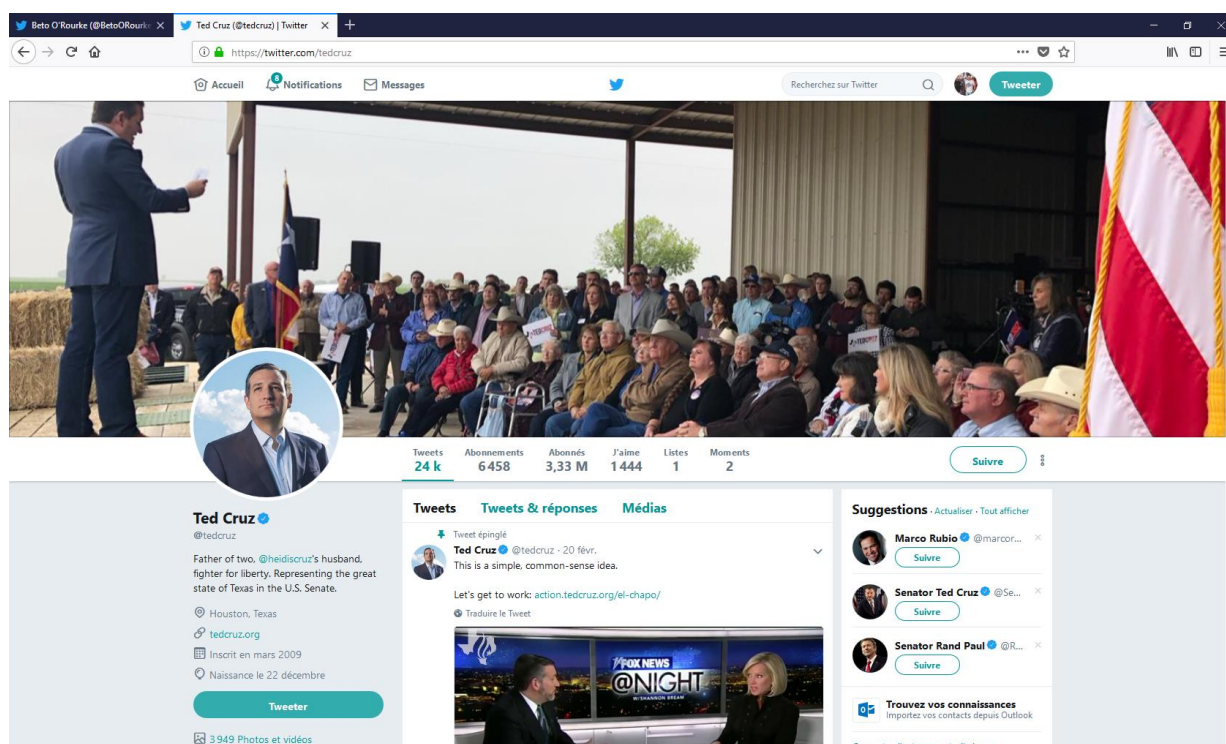 Beto O'Rourke (@BetoORourke
Ted Cruz (@tedcruz) | Twitter
https://twitter.com/tedcruz
Accueil
8
Notifications
Messages
Recherchez sur Twitter
Tweeter
Tweets Abonnements Abonnés J'aime Listes Moments
24 k 6 458 3,33 M 1 444 1 2
Suivre
Ted Cruz
@tedcruz
Father of two, @heidiscruz's husband,
fighter for liberty. Representing the great
state of Texas in the U.S. Senate.
Houston, Texas
tedcruz.org
Inscrit en mars 2009
Naissance le 22 décembre
Tweeter
3 949 Photos et vidéos
Tweets Tweets & réponses Médias
Tweet épinglé
Ted Cruz @tedcruz · 20 févr.
This is a simple, common-sense idea.
Let's get to work: action.tedcruz.org/el-chapo/
Traduire le Tweet
FOX NEWS
@NIGHT
W/SHANNON BREAM
Suggestions · Actualiser · Tout afficher
Marco Rubio @marcor...
Suivre
Senator Ted Cruz @Se...
Suivre
Senator Rand Paul @R...
Suivre
Trouvez vos connaissances
Importez vos contacts depuis Outlook